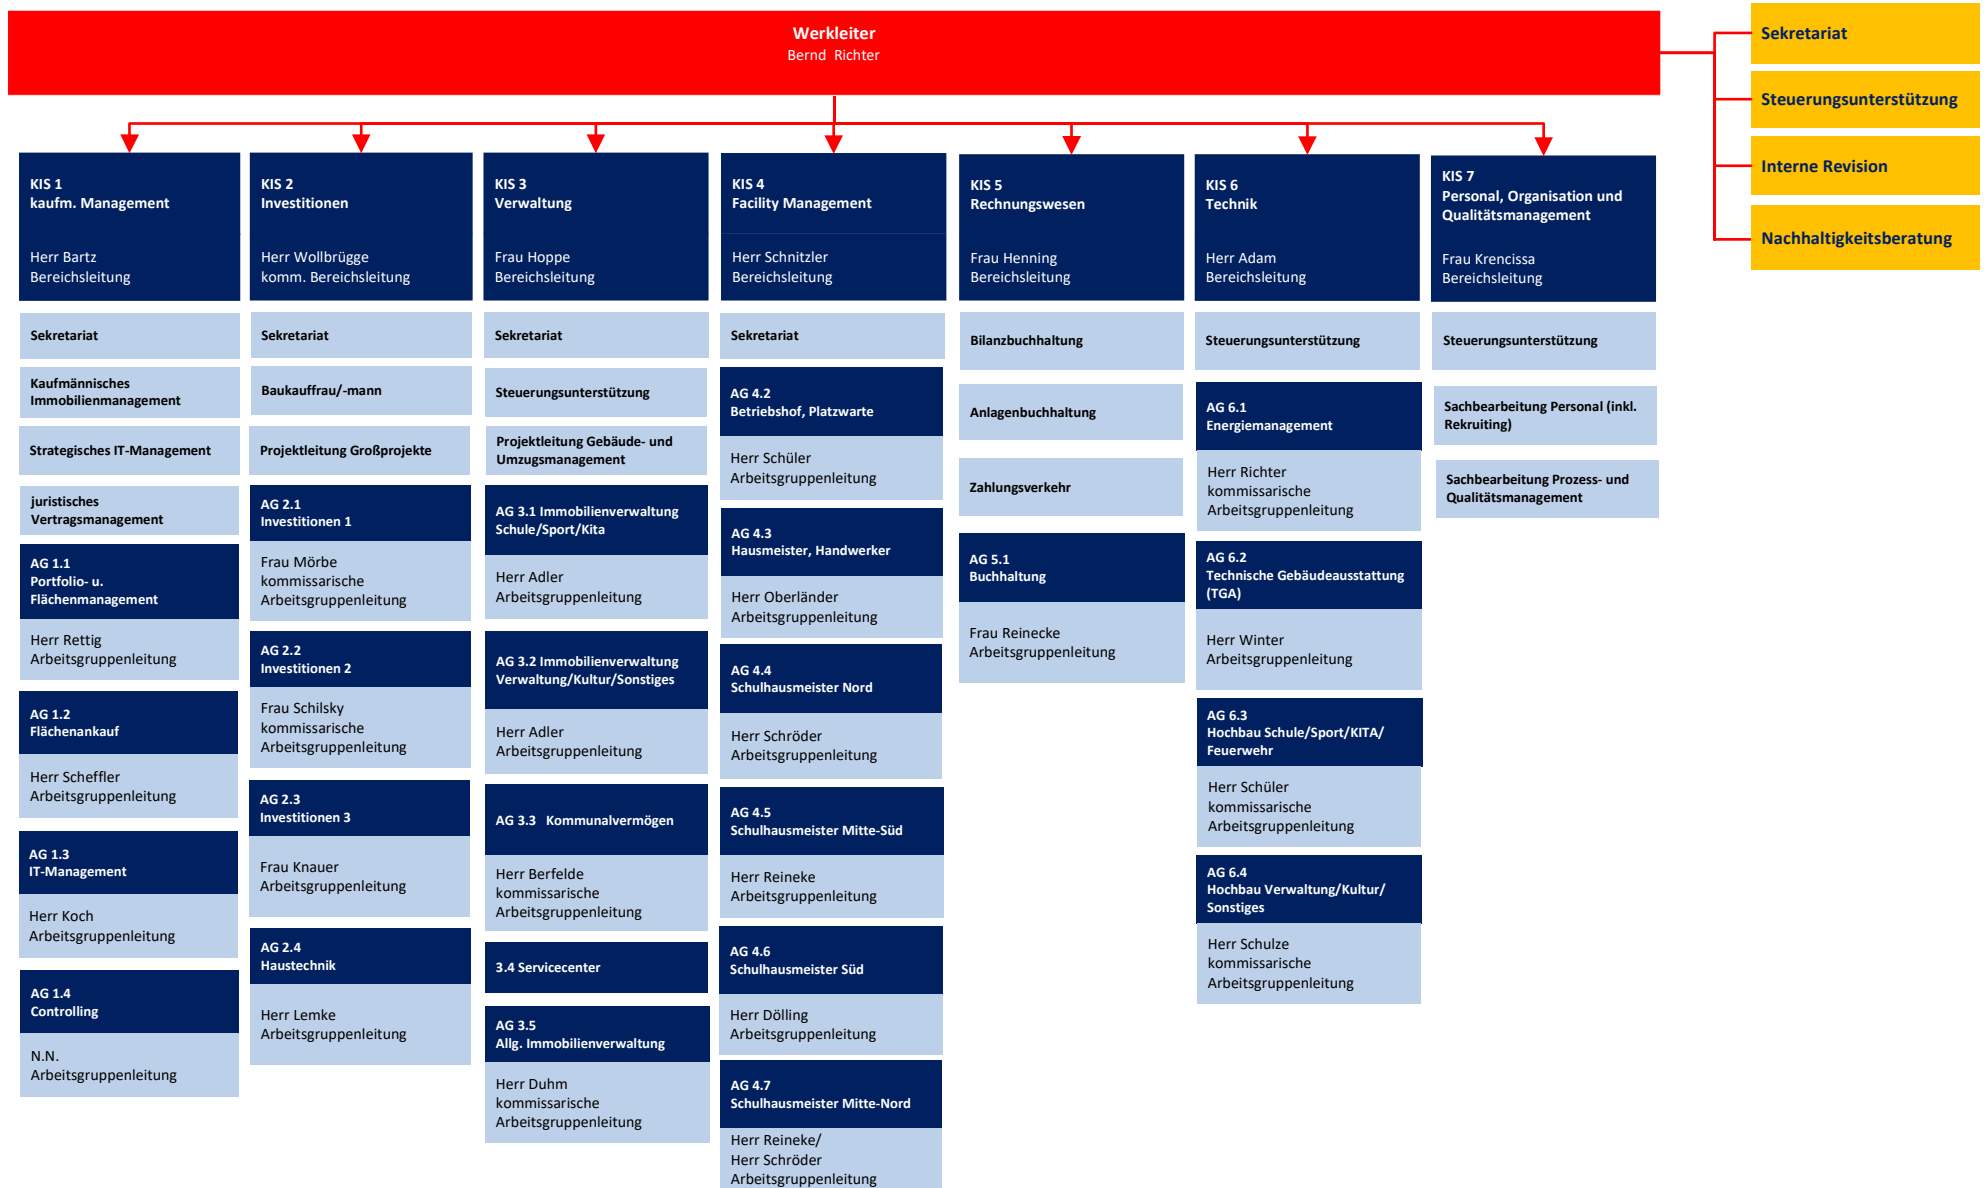 Werkleiter
Bernd Richter
Sekretariat
Steuerungsunterstützung
Interne Revision
Nachhaltigkeitsberatung
KIS 1
kaufm. Management
Herr Bartz
Bereichsleitung
Sekretariat
Kaufmännisches
Immobilienmanagement
Strategisches IT-Management
juristisches
Vertragsmanagement
AG 1.1
Portfolio- u.
Flächenmanagement
Herr Rettig
Arbeitsgruppenleitung
AG 1.2
Flächenankauf
Herr Scheffler
Arbeitsgruppenleitung
AG 1.3
IT-Management
Herr Koch
Arbeitsgruppenleitung
AG 1.4
Controlling
N.N.
Arbeitsgruppenleitung
KIS 2
Investitionen
Herr Wollbrügge
komm. Bereichsleitung
Sekretariat
Baukauffrau/-mann
Projektleitung Großprojekte
AG 2.1
Investitionen 1
Frau Mörbe
kommissarische
Arbeitsgruppenleitung
AG 2.2
Investitionen 2
Frau Schilsky
kommissarische
Arbeitsgruppenleitung
AG 2.3
Investitionen 3
Frau Knauer
Arbeitsgruppenleitung
AG 2.4
Haustechnik
Herr Lemke
Arbeitsgruppenleitung
KIS 3
Verwaltung
Frau Hoppe
Bereichsleitung
Sekretariat
Steuerungsunterstützung
Projektleitung Gebäude- und
Umzugsmanagement
AG 3.1 Immobilienverwaltung
Schule/Sport/Kita
Herr Adler
Arbeitsgruppenleitung
AG 3.2 Immobilienverwaltung
Verwaltung/Kultur/Sonstiges
Herr Adler
Arbeitsgruppenleitung
AG 3.3 Kommunalvermögen
Herr Berfelde
kommissarische
Arbeitsgruppenleitung
3.4 Servicecenter
AG 3.5
Allg. Immobilienverwaltung
Herr Duhm
kommissarische
Arbeitsgruppenleitung
KIS 4
Facility Management
Herr Schnitzler
Bereichsleitung
Sekretariat
AG 4.2
Betriebshof, Platzwarte
Herr Schüler
Arbeitsgruppenleitung
AG 4.3
Hausmeister, Handwerker
Herr Oberländer
Arbeitsgruppenleitung
AG 4.4
Schulhausmeister Nord
Herr Schröder
Arbeitsgruppenleitung
AG 4.5
Schulhausmeister Mitte-Süd
Herr Reineke
Arbeitsgruppenleitung
AG 4.6
Schulhausmeister Süd
Herr Dölling
Arbeitsgruppenleitung
AG 4.7
Schulhausmeister Mitte-Nord
Herr Reineke/
Herr Schröder
Arbeitsgruppenleitung
KIS 5
Rechnungswesen
Frau Henning
Bereichsleitung
Bilanzbuchhaltung
Anlagenbuchhaltung
Zahlungsverkehr
AG 5.1
Buchhaltung
Frau Reinecke
Arbeitsgruppenleitung
KIS 6
Technik
Herr Adam
Bereichsleitung
Steuerungsunterstützung
AG 6.1
Energiemanagement
Herr Richter
kommissarische
Arbeitsgruppenleitung
AG 6.2
Technische Gebäudeausstattung
(TGA)
Herr Winter
Arbeitsgruppenleitung
AG 6.3
Hochbau Schule/Sport/KITA/
Feuerwehr
Herr Schüler
kommissarische
Arbeitsgruppenleitung
AG 6.4
Hochbau Verwaltung/Kultur/
Sonstiges
Herr Schulze
kommissarische
Arbeitsgruppenleitung
KIS 7
Personal, Organisation und
Qualitätsmanagement
Frau Krencissa
Bereichsleitung
Steuerungsunterstützung
Sachbearbeitung Personal (inkl.
Rekruiting)
Sachbearbeitung Prozess- und
Qualitätsmanagement